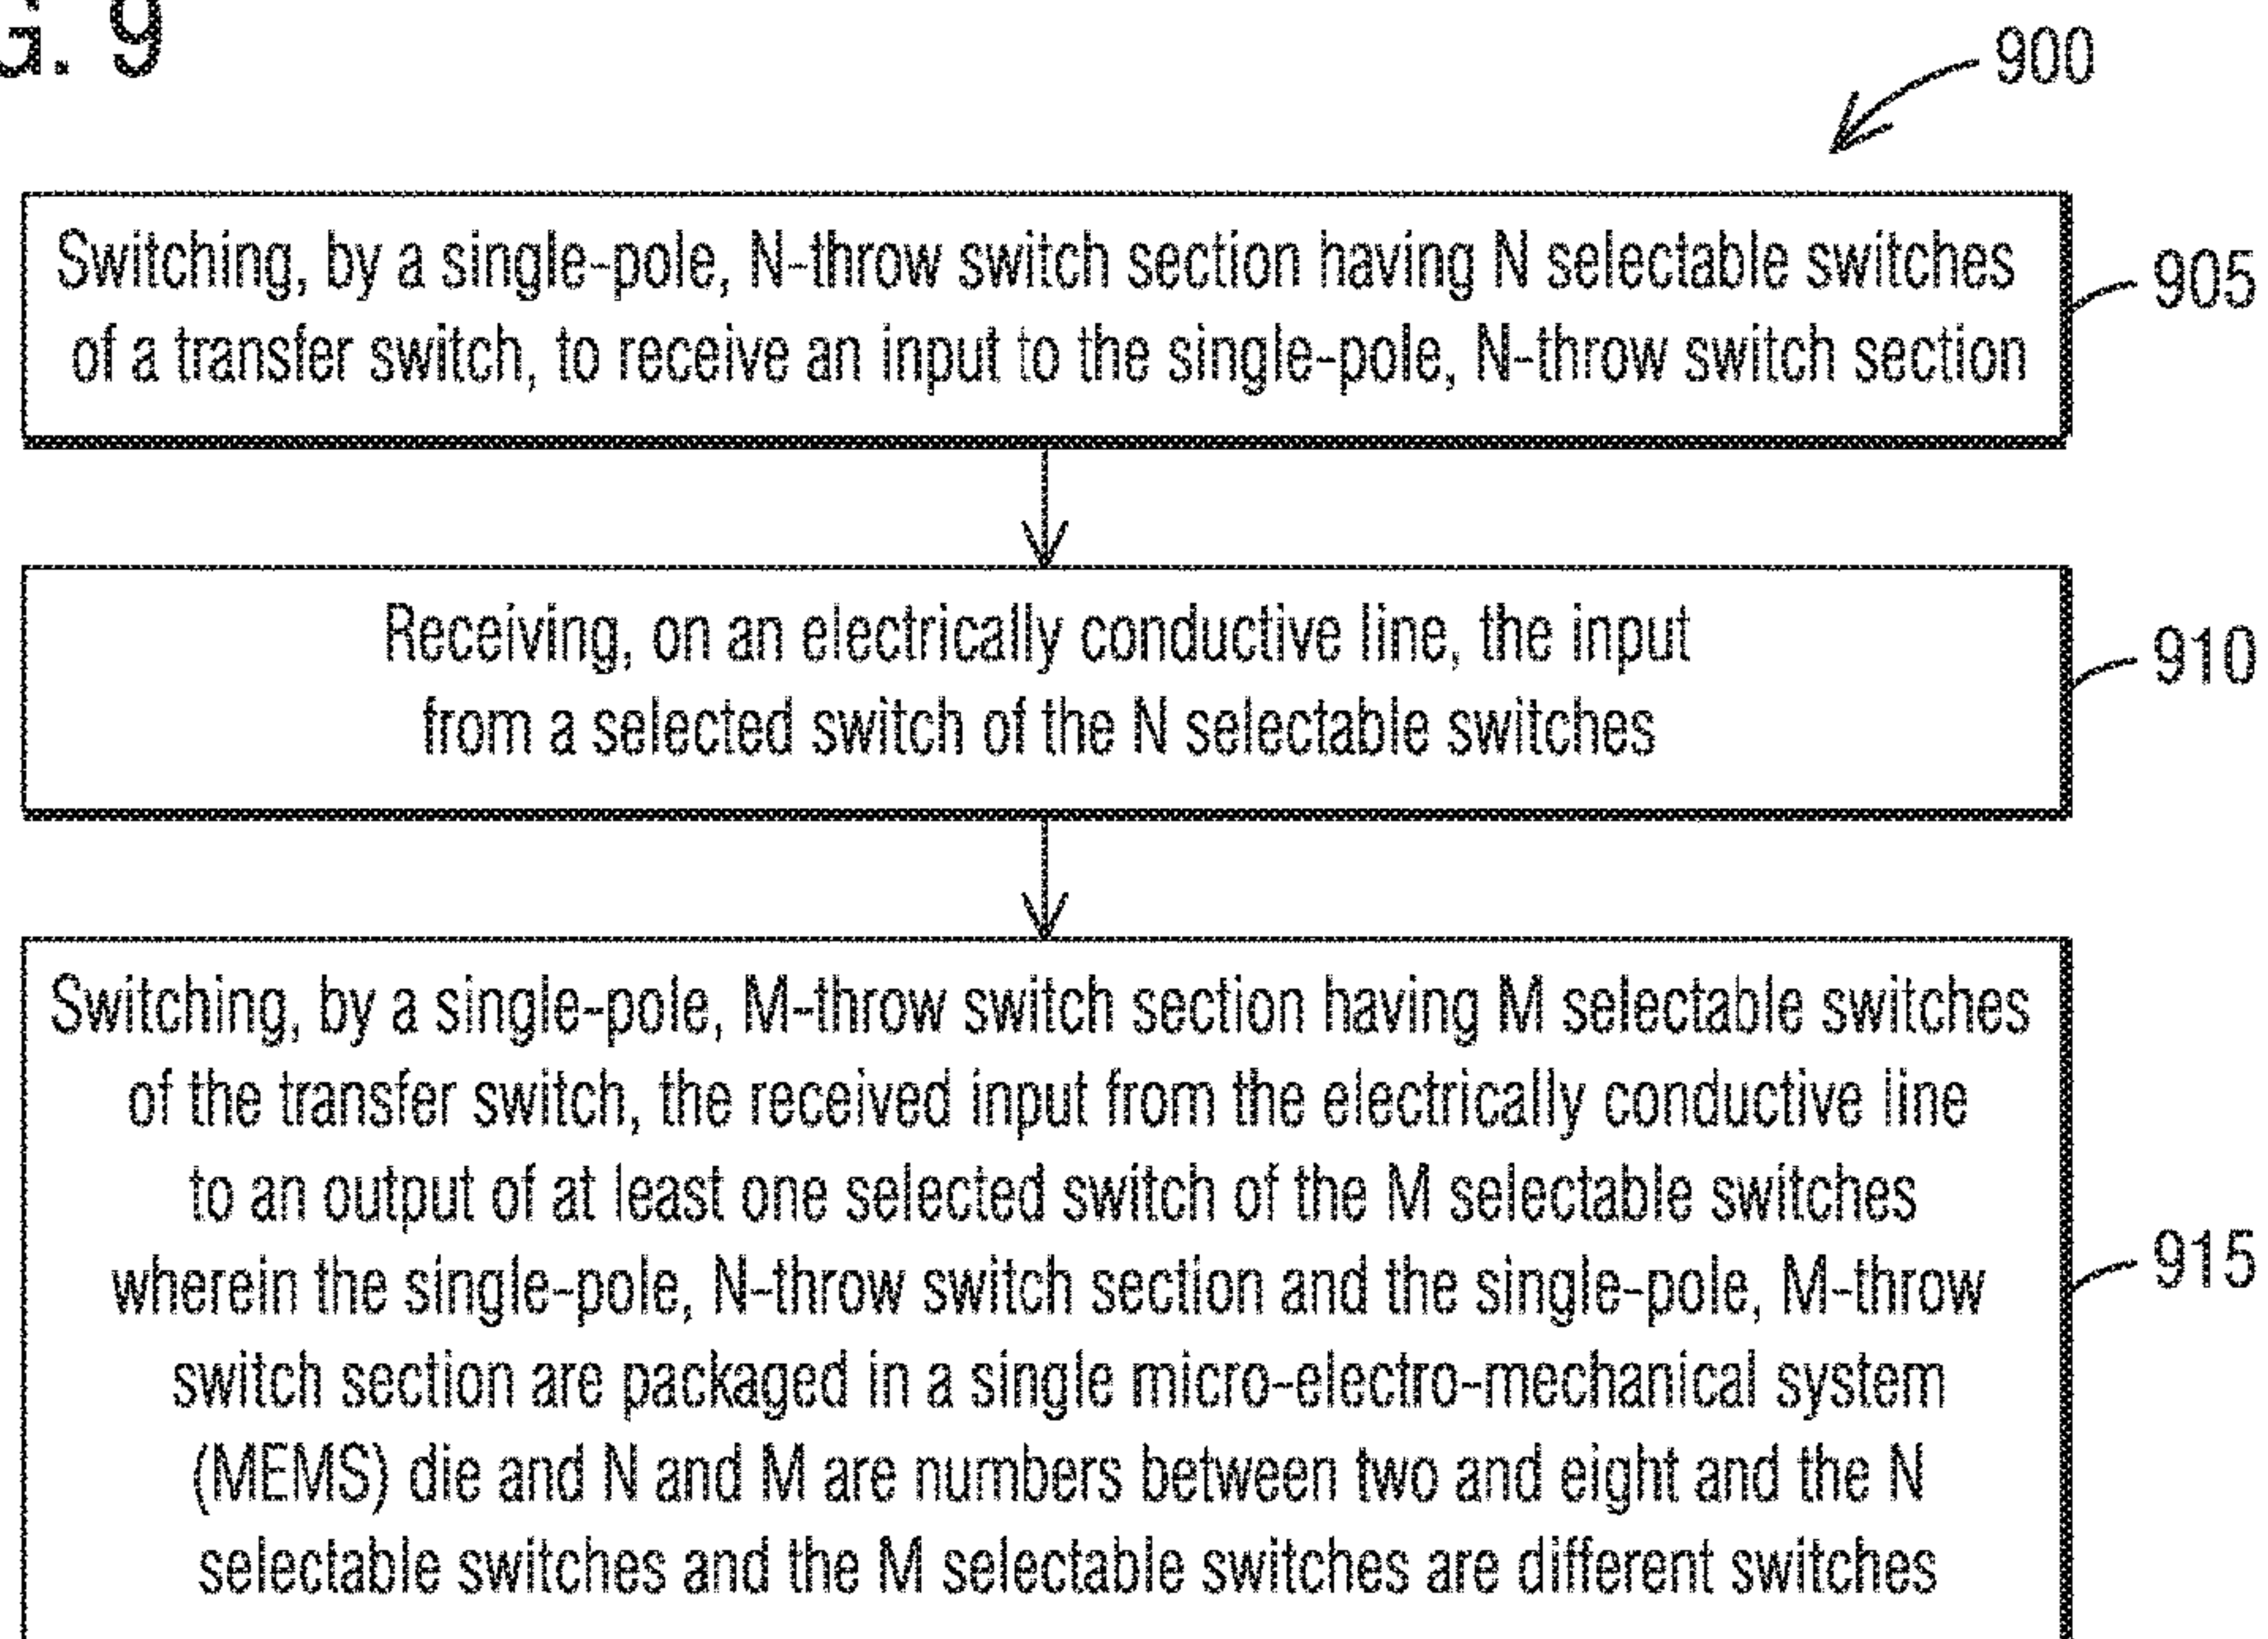 G. 9
900
Switching, by a single-pole, N-throw switch section having N selectable switches
of a transfer switch, to receive an input to the single-pole, N-throw switch section
905
Receiving, on an electrically conductive line, the input
from a selected switch of the N selectable switches
910
Switching, by a single-pole, M-throw switch section having M selectable switches
of the transfer switch, the received input from the electrically conductive line
to an output of at least one selected switch of the M selectable switches
wherein the single-pole, N-throw switch section and the single-pole, M-throw
switch section are packaged in a single micro-electro-mechanical system
(MEMS) die and N and M are numbers between two and eight and the N
selectable switches and the M selectable switches are different switches
915